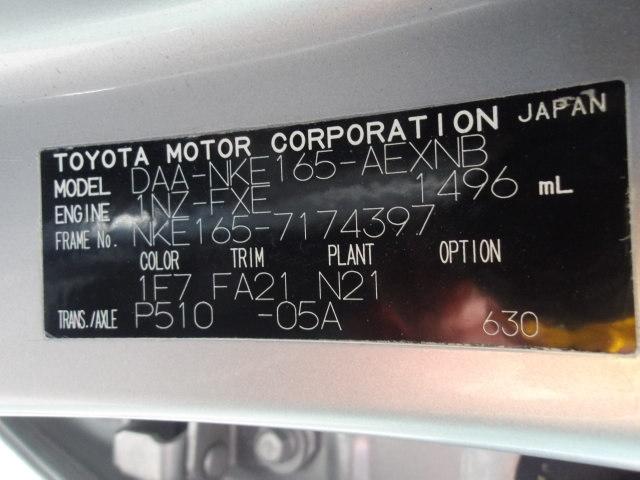 TOYOTA MOTOR CORPORATION JAPAN
MODEL DAA-NKE165-AEXNB
ENGINE 1NZ-FXE 1496 mL
FRAME No. NKE165-7174397
COLOR TRIM PLANT OPTION
1F7 FA21 N21
TRANS./AXLE P510 -05A 630